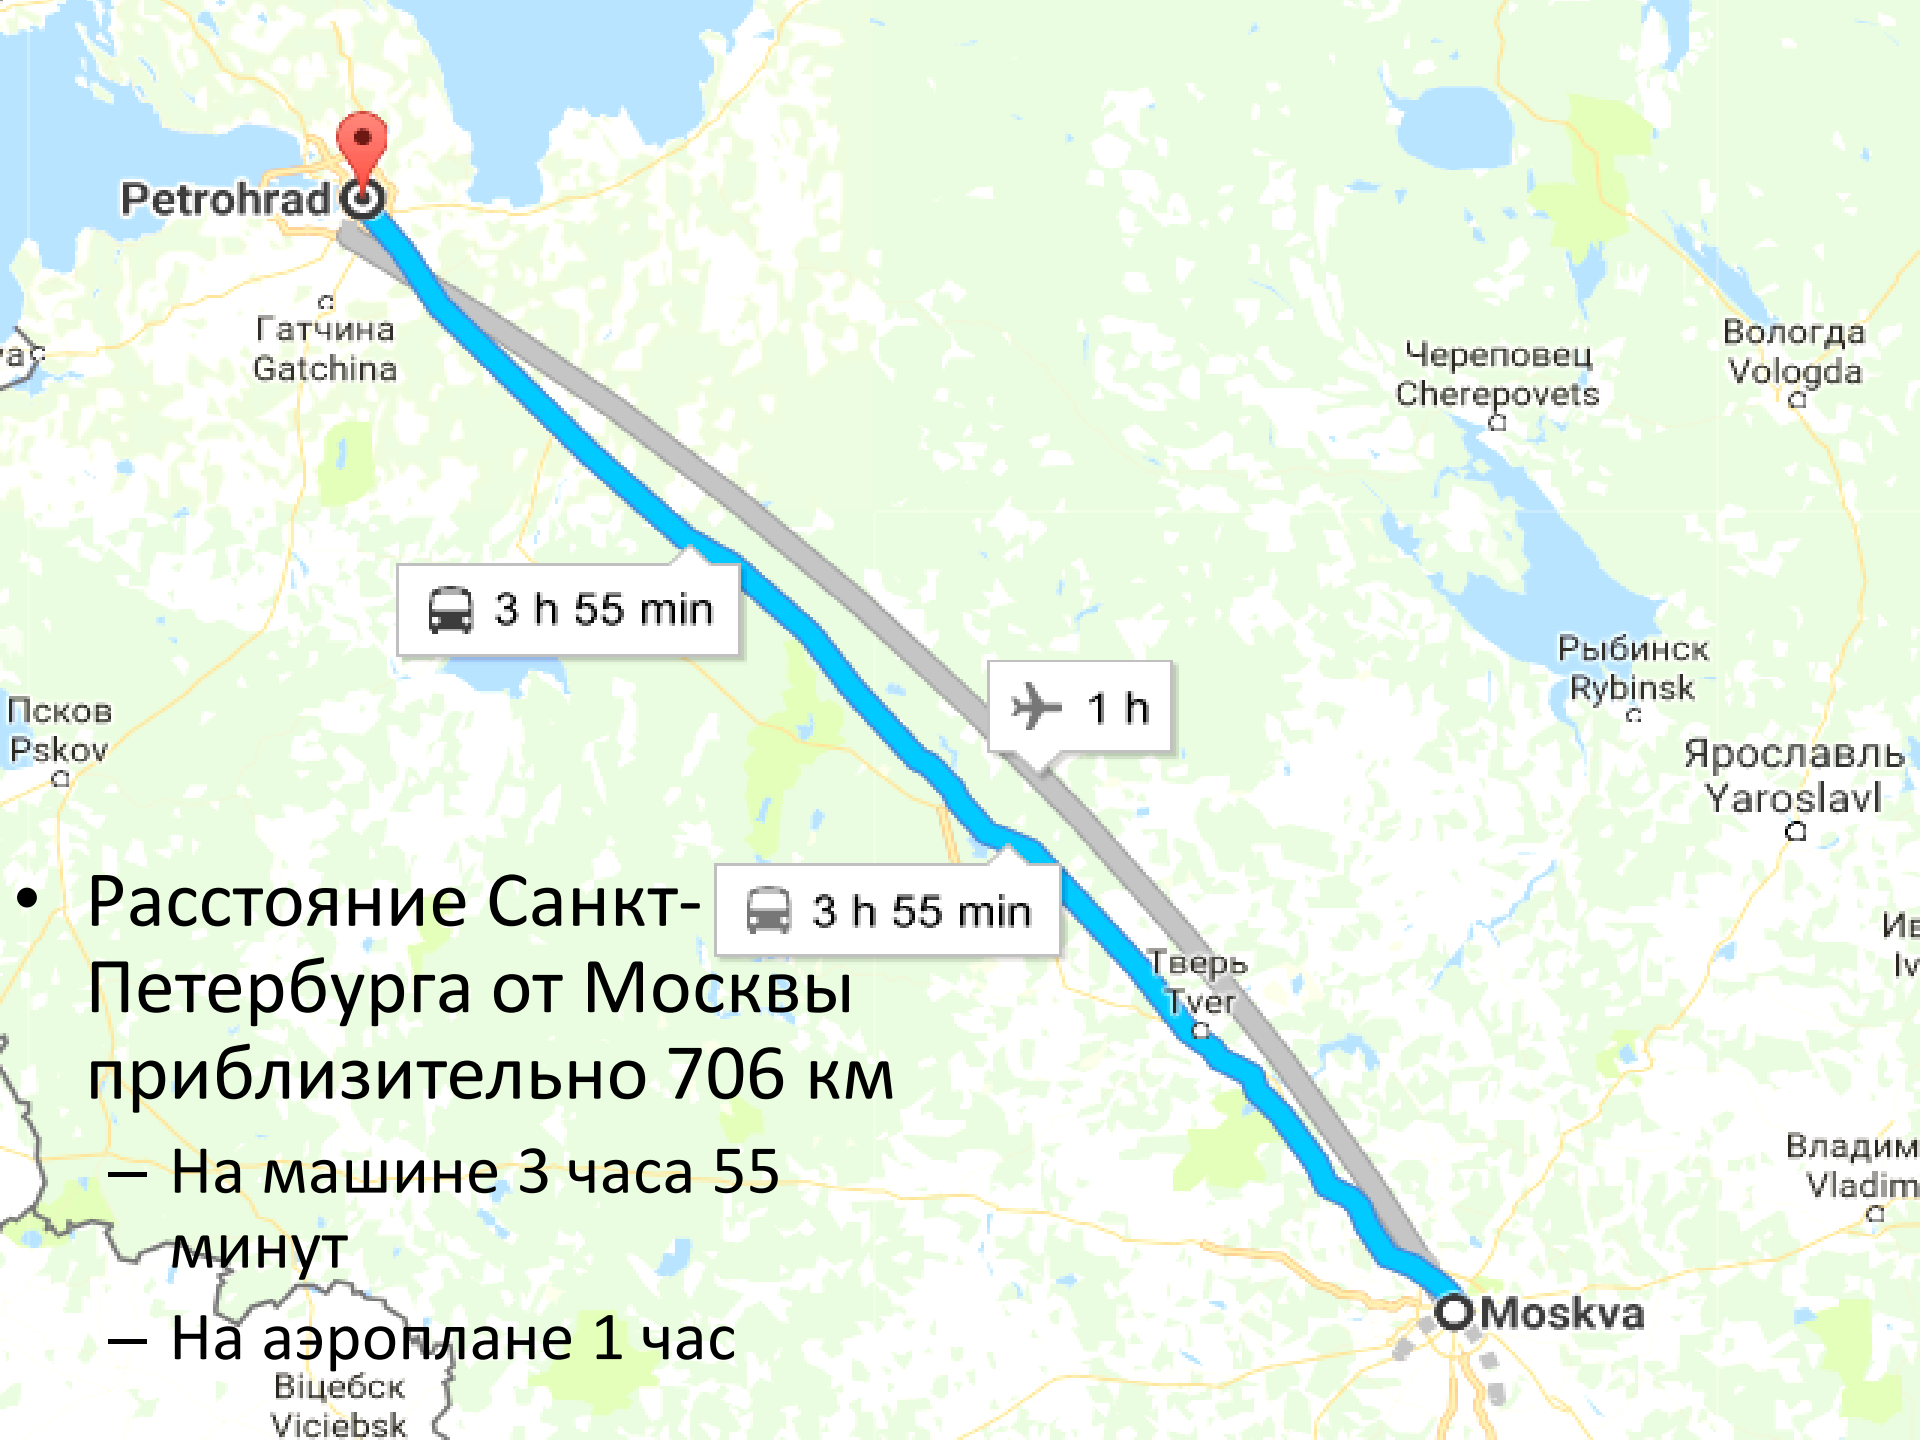 Petrohrad
Гатчина
Gatchina
Череповец
Cherepovets
Вологда
Vologda
3 h 55 min
1 h
Рыбинск
Rybinsk
Псков
Pskov
Ярославль
Yaroslavl
• Расстояние Санкт-
Петербурга от Москвы
приблизительно 706 км
– На машине 3 часа 55
минут
– На аэроплане 1 час
3 h 55 min
Тверь
Tver
Владим
Vladim
Moskva
Віцебск
Viciebsk